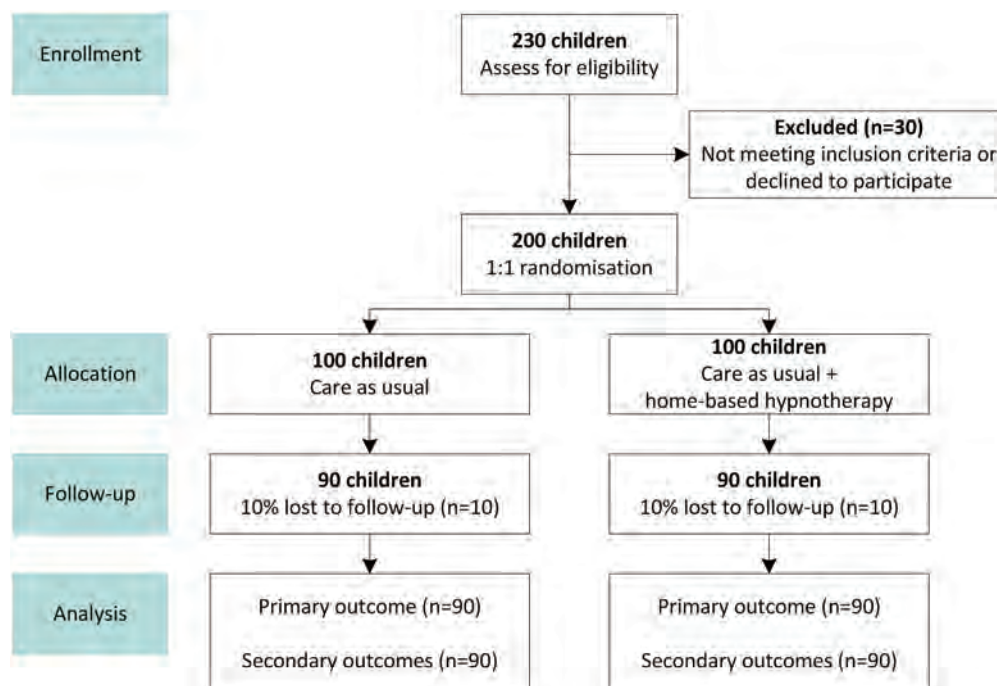 Enrollment
230 children
Assess for eligibility
Excluded (n=30)
Not meeting inclusion criteria or
declined to participate
200 children
1:1 randomisation
Allocation
100 children
Care as usual
100 children
Care as usual +
home-based hypnotherapy
Follow-up
90 children
10% lost to follow-up (n=10)
90 children
10% lost to follow-up (n=10)
Analysis
Primary outcome (n=90)
Secondary outcomes (n=90)
Primary outcome (n=90)
Secondary outcomes (n=90)